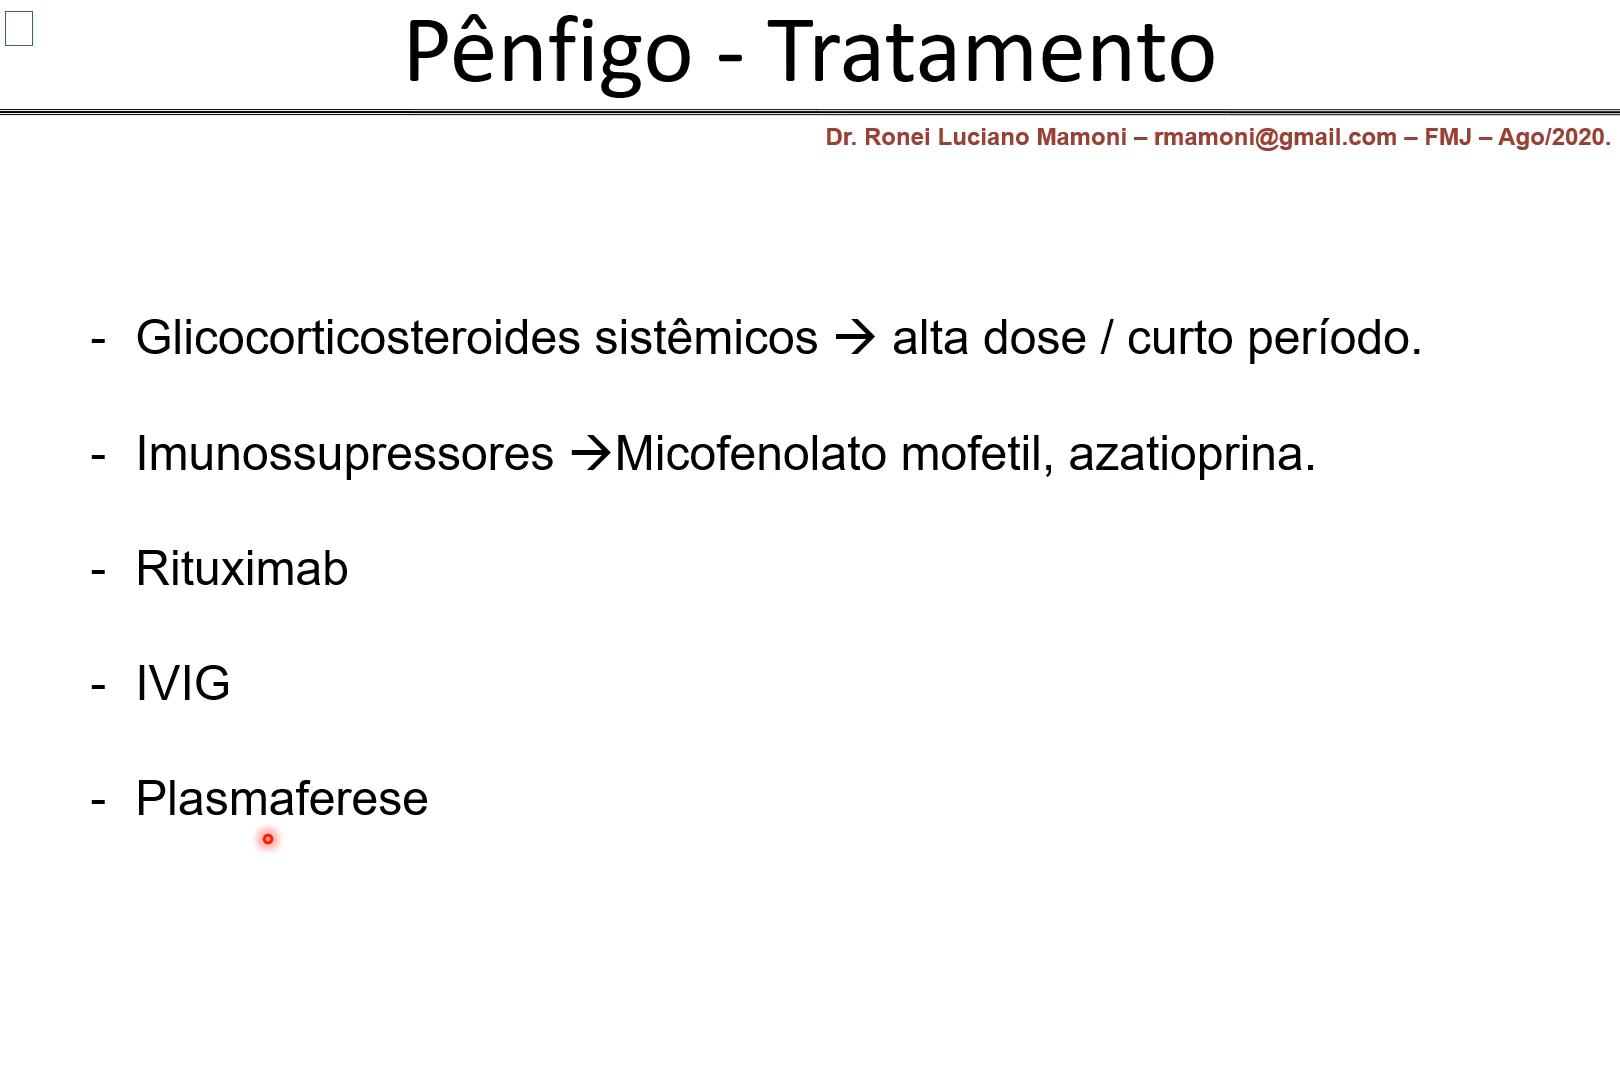 Pênfigo - Tratamento
Dr. Ronei Luciano Mamoni – rmamoni@gmail.com – FMJ – Ago/2020.
- Glicocorticosteroides sistêmicos → alta dose / curto período.
- Imunossupressores →Micofenolato mofetil, azatioprina.
- Rituximab
- IVIG
- Plasmaferese